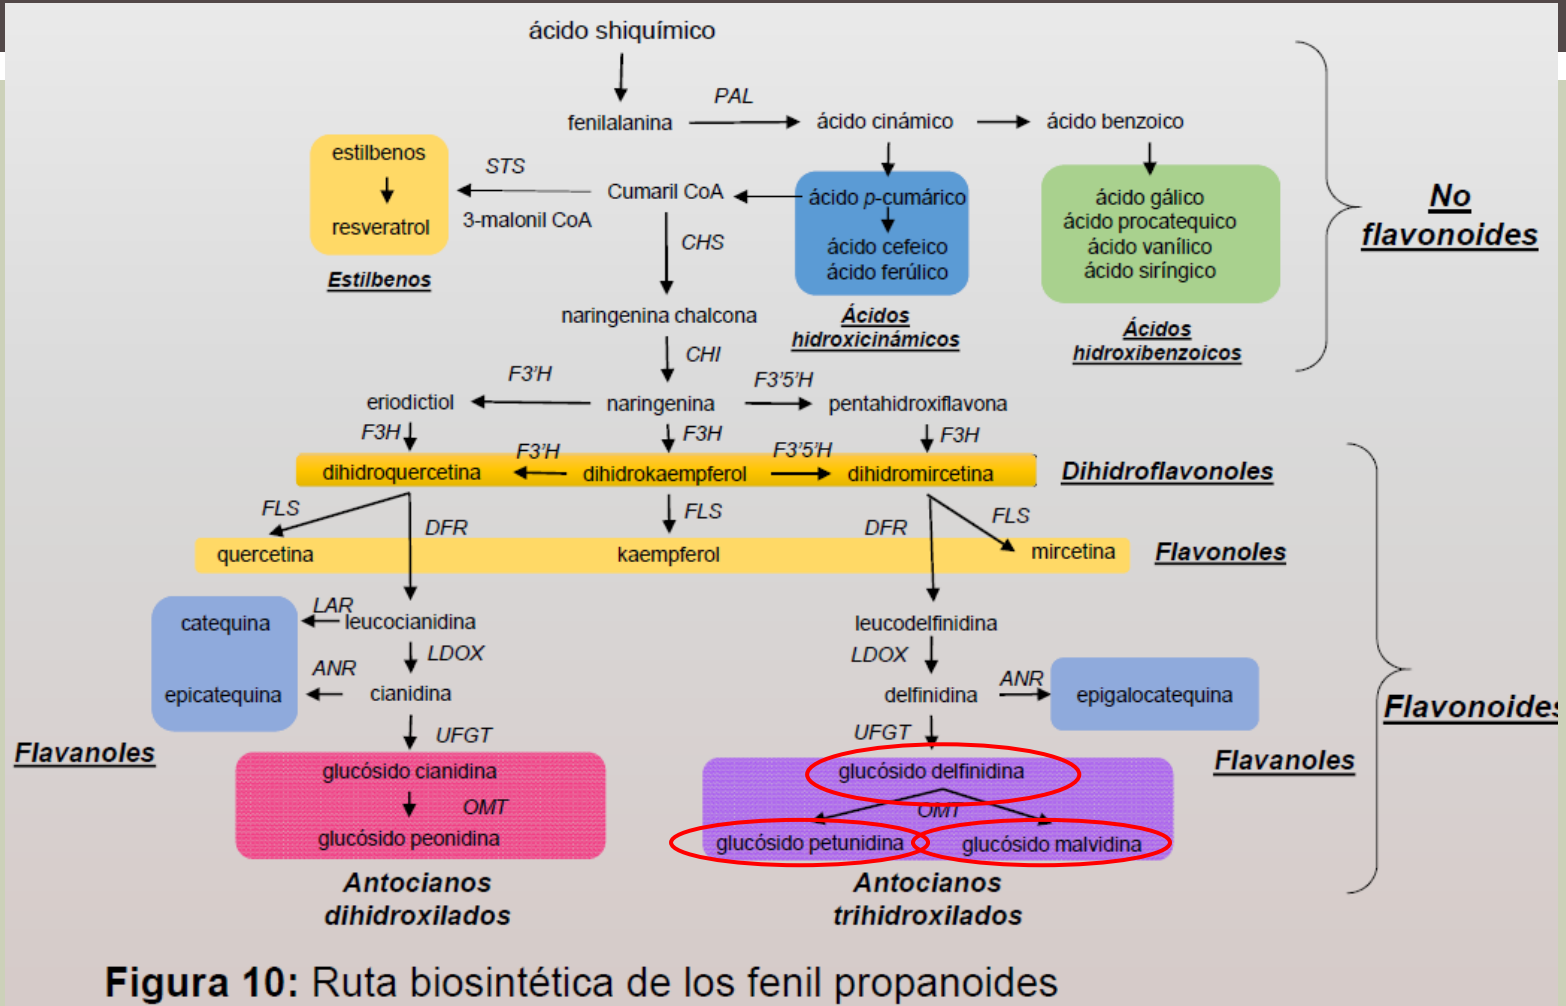 ácido shiquímico
PAL
fenilalanina
ácido cinámico
ácido benzoico
estilbenos
resveratrol
Estilbenos
STS
3-malonil CoA
Cumaril CoA
CHS
ácido p-cumárico
ácido cefeico
ácido ferúlico
Ácidos
hidroxicinámicos
ácido gálico
ácido procatequico
ácido vanílico
ácido siríngico
Ácidos
hidroxibenzoicos
No
flavonoides
naringenina chalcona
CHI
F3'H
F3'5'H
eriodictiol
naringenina
pentahidroxiflavona
F3H
F3H
F3H
F3'H
F3'5'H
dihidroquercetina
dihidrokaempferol
dihidromircetina
Dihidroflavonoles
FLS
DFR
FLS
DFR
FLS
quercetina
kaempferol
mircetina
Flavonoles
LAR
catequina
leucocianidina
leucodelfinidina
LDOX
LDOX
ANR
ANR
epicatequina
cianidina
delfinidina
epigalocatequina
Flavonoides
UFGT
UFGT
Flavanoles
Flavanoles
glucósido cianidina
OMT
glucósido peonidina
glucósido delfinidina
OMT
glucósido petunidina
glucósido malvidina
Antocianos
dihidroxilados
Antocianos
trihidroxilados
Figura 10: Ruta biosintética de los fenil propanoides